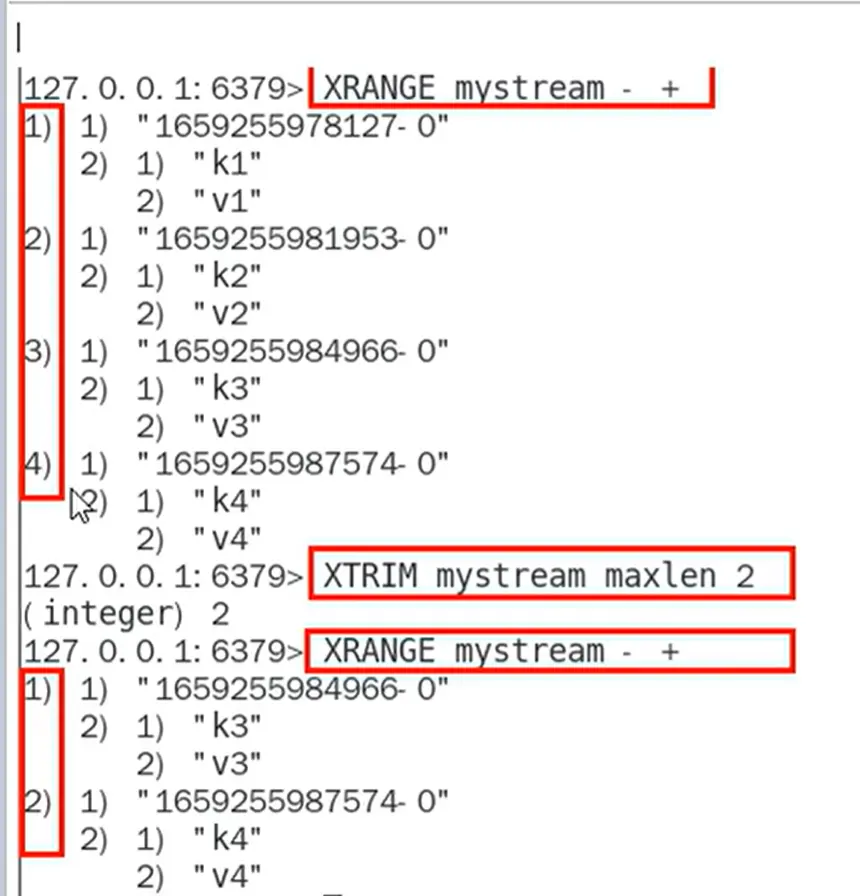 127.0.0.1:6379> XRANGE mystream - +
1) 1) "1659255978127-0"
2) 1) "k1"
2) "v1"
2) 1) "1659255981953-0"
2) 1) "k2"
2) "v2"
3) 1) "1659255984966-0"
2) 1) "k3"
2) "v3"
4) 1) "1659255987574-0"
2) 1) "k4"
2) "v4"
127.0.0.1:6379> XTRIM mystream maxlen 2
(integer) 2
127.0.0.1:6379> XRANGE mystream - +
1) 1) "1659255984966-0"
2) 1) "k3"
2) "v3"
2) 1) "1659255987574-0"
2) 1) "k4"
2) "v4"